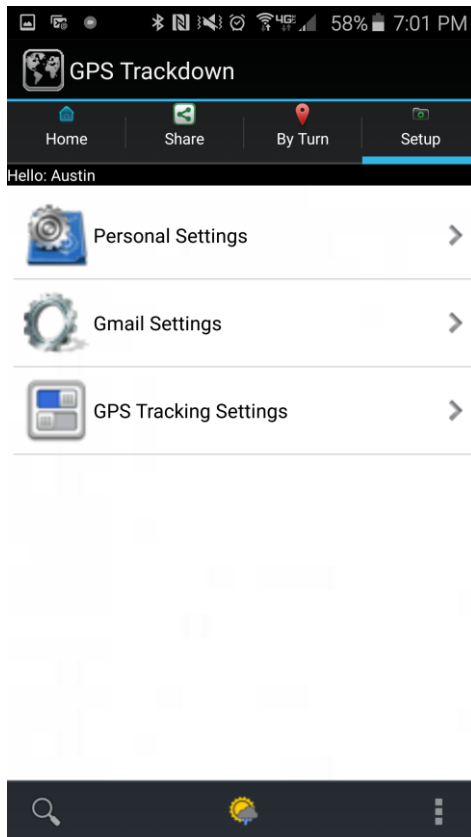 4GE 58% 7:01 PM
GPS Trackdown
Home Share By Turn Setup
Hello: Austin
Personal Settings
Gmail Settings
GPS Tracking Settings